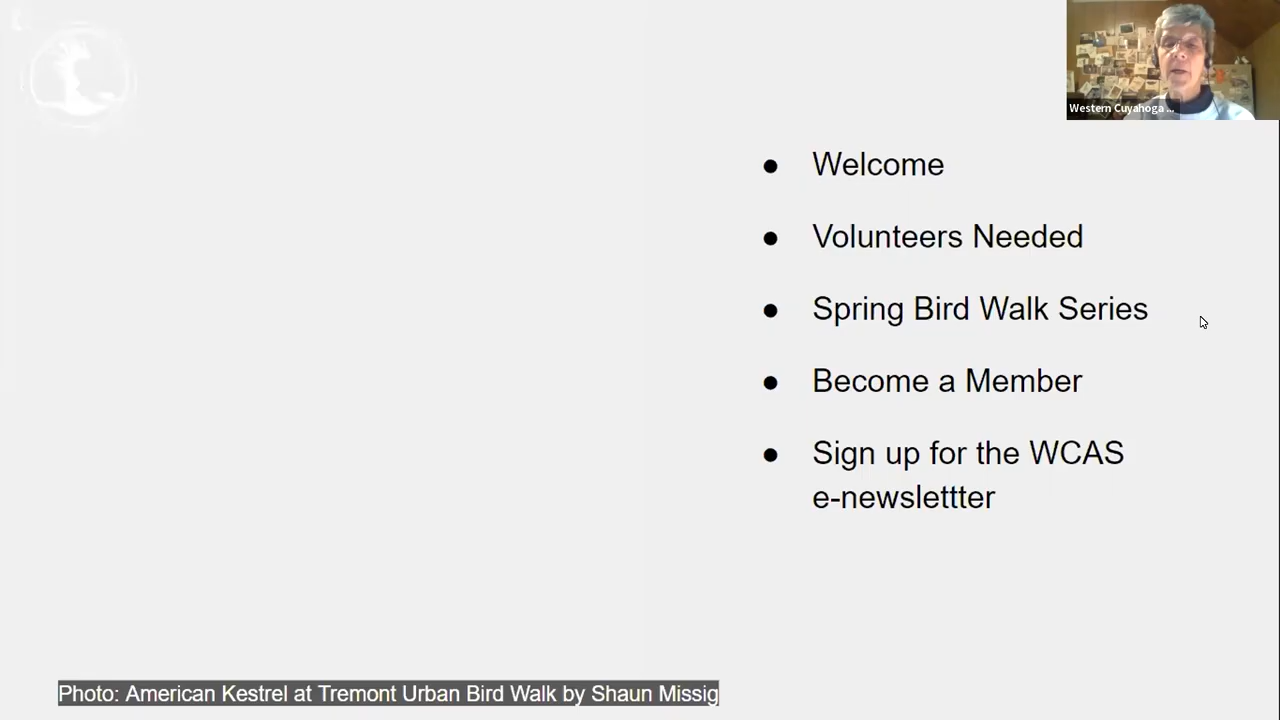 Western Cuyahoga ...
Welcome
Volunteers Needed
Spring Bird Walk Series
Become a Member
Sign up for the WCAS
e-newslettter
Photo: American Kestrel at Tremont Urban Bird Walk by Shaun Missig